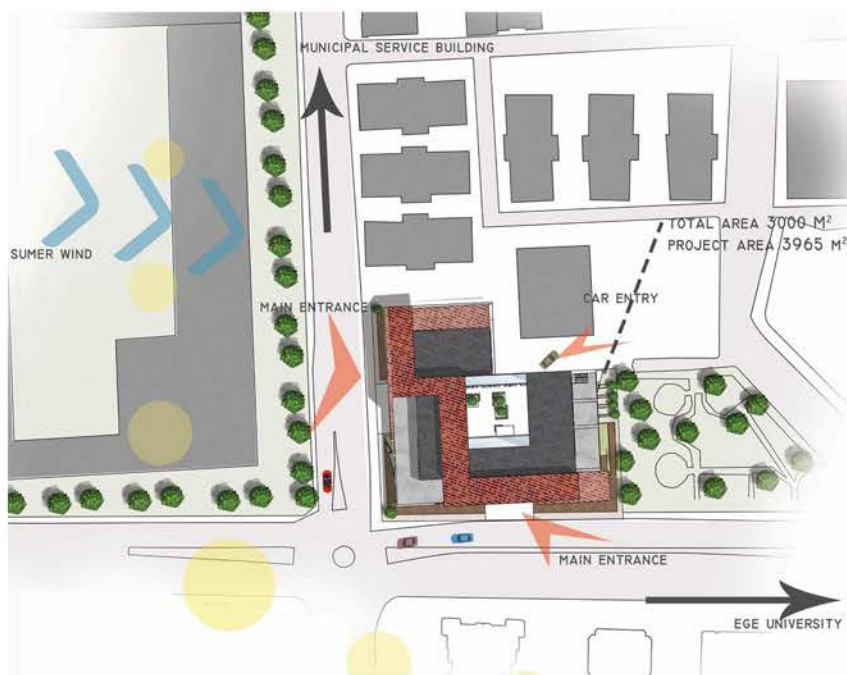 MUNICIPAL SERVICE BUILDING
TOTAL AREA 3000 M²
PROJECT AREA 3965 M²
SUMER WIND
MAIN ENTRANCE
CAR ENTRY
MAIN ENTRANCE
EGE UNIVERSITY